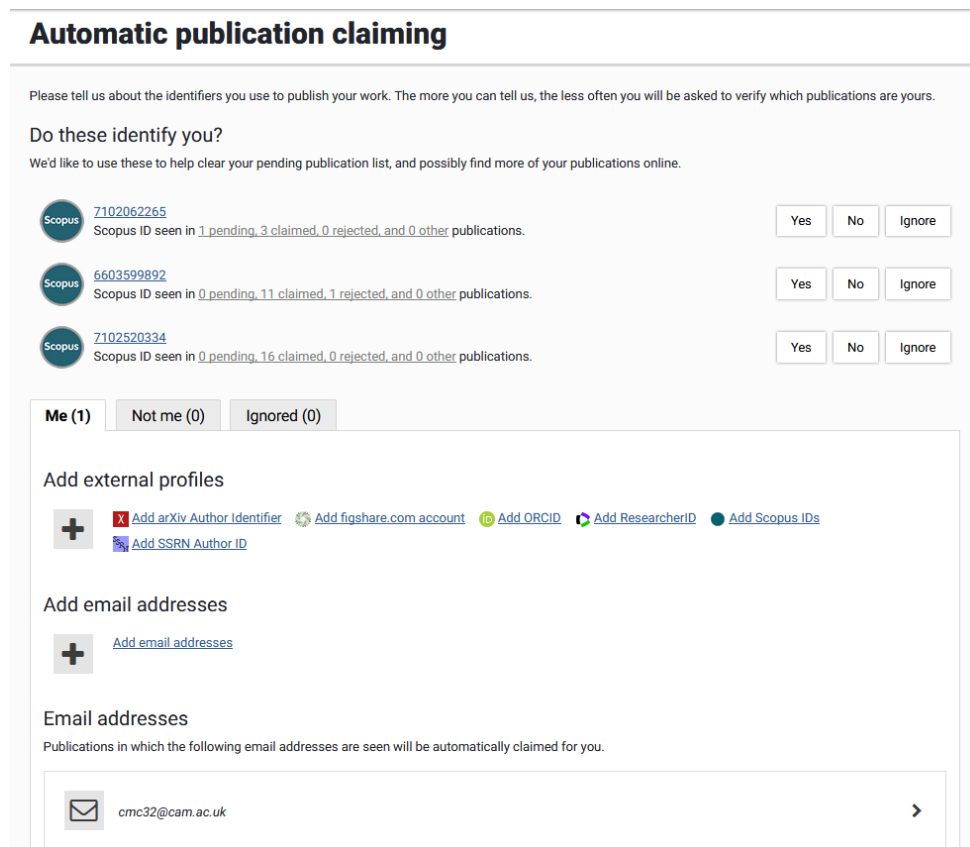 Automatic publication claiming
Please tell us about the identifiers you use to publish your work. The more you can tell us, the less often you will be asked to verify which publications are yours.
Do these identify you?
We'd like to use these to help clear your pending publication list, and possibly find more of your publications online.
Scopus 7102062265 Yes No Ignore
Scopus ID seen in 1 pending, 3 claimed, 0 rejected, and 0 other publications.
Scopus 6603599892 Yes No Ignore
Scopus ID seen in 0 pending, 11 claimed, 1 rejected, and 0 other publications.
Scopus 7102520334 Yes No Ignore
Scopus ID seen in 0 pending, 16 claimed, 0 rejected, and 0 other publications.
Me (1) Not me (0) Ignored (0)
Add external profiles
Add arXiv Author Identifier Add figshare.com account iD Add ORCID Add ResearcherID Add Scopus IDs
Add SSRN Author ID
Add email addresses
Add email addresses
Email addresses
Publications in which the following email addresses are seen will be automatically claimed for you.
cmc32@cam.ac.uk